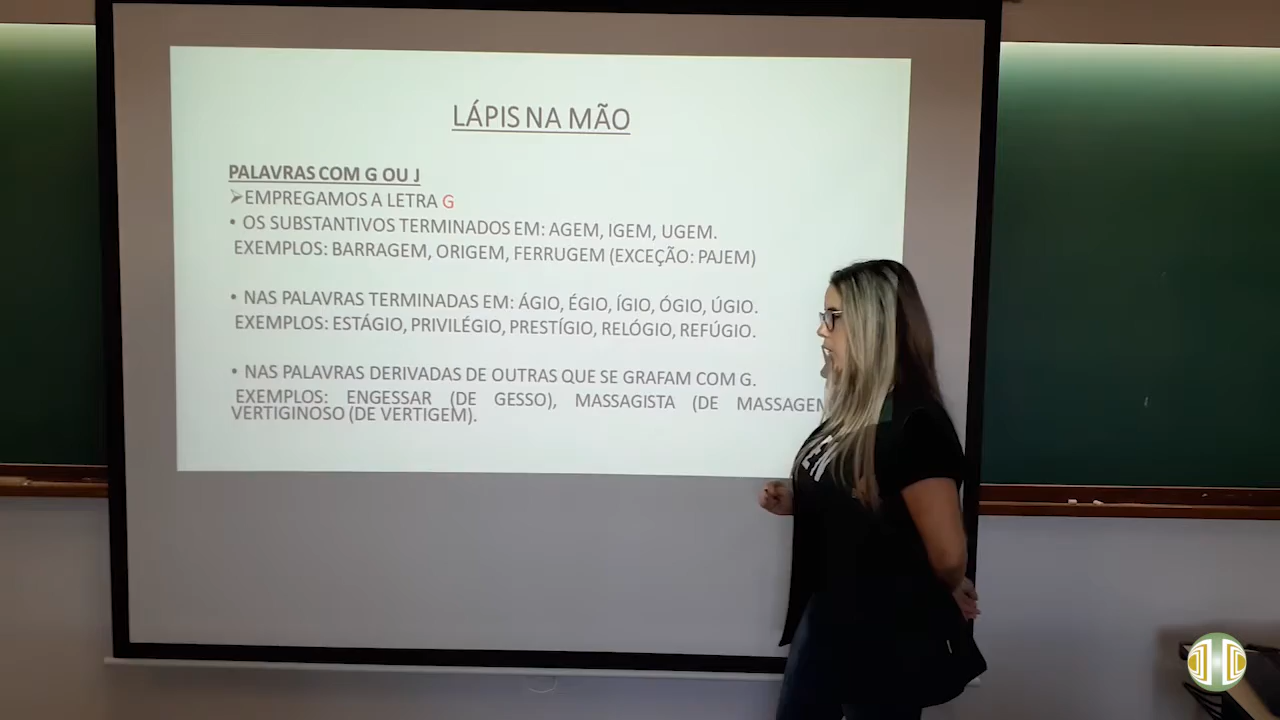 LÁPIS NA MÃO
PALAVRAS COM G OU J
➢EMPREGAMOS A LETRA G
• OS SUBSTANTIVOS TERMINADOS EM: AGEM, IGEM, UGEM.
EXEMPLOS: BARRAGEM, ORIGEM, FERRUGEM (EXCEÇÃO: PAJEM)
• NAS PALAVRAS TERMINADAS EM: ÁGIO, ÉGIO, ÍGIO, ÓGIO, ÚGIO.
EXEMPLOS: ESTÁGIO, PRIVILÉGIO, PRESTÍGIO, RELÓGIO, REFÚGIO.
• NAS PALAVRAS DERIVADAS DE OUTRAS QUE SE GRAFAM COM G.
EXEMPLOS: ENGESSAR (DE GESSO), MASSAGISTA (DE MASSAGEM
VERTIGINOSO (DE VERTIGEM).